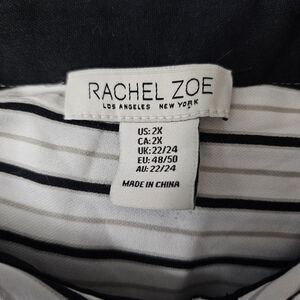 RACHEL ZOE
LOS ANGELES NEW YORK
US: 2X
CA: 2X
UK: 22/24
EU: 48/50
AU: 22/24
MADE IN CHINA